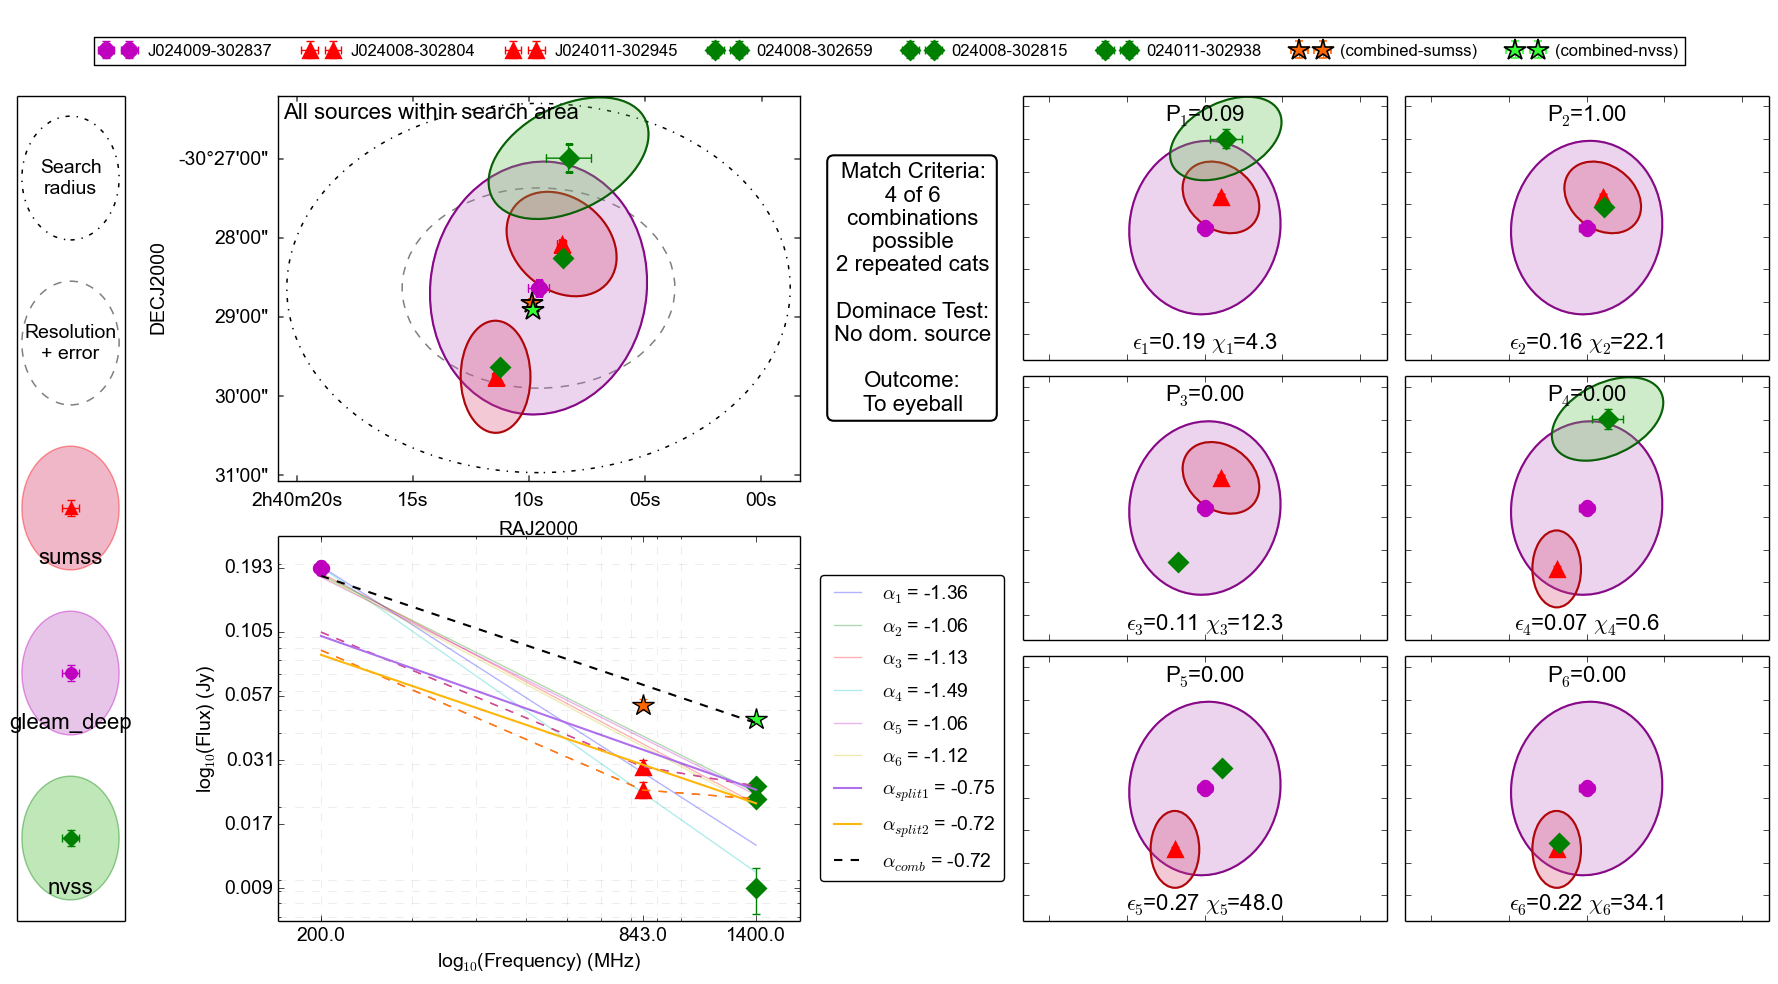 J024009-302837 J024008-302804 J024011-302945 024008-302659 024008-302815 024011-302938 (combined-sumss) (combined-nvss)
Search
radius
Resolution
+ error
sumss
gleam_deep
nvss
All sources within search area
DECJ2000
-30°27'00"
28'00"
29'00"
30'00"
31'00"
2h40m20s 15s 10s 05s 00s
RAJ2000
log10(Flux) (Jy)
0.193
0.105
0.057
0.031
0.017
0.009
200.0 843.0 1400.0
log10(Frequency) (MHz)
Match Criteria:
4 of 6
combinations
possible
2 repeated cats
Dominace Test:
No dom. source
Outcome:
To eyeball
α1 = -1.36
α2 = -1.06
α3 = -1.13
α4 = -1.49
α5 = -1.06
α6 = -1.12
αsplit1 = -0.75
αsplit2 = -0.72
αcomb = -0.72
P1=0.09
ϵ1=0.19 χ1=4.3
P2=1.00
ϵ2=0.16 χ2=22.1
P3=0.00
ϵ3=0.11 χ3=12.3
P4=0.00
ϵ4=0.07 χ4=0.6
P5=0.00
ϵ5=0.27 χ5=48.0
P6=0.00
ϵ6=0.22 χ6=34.1